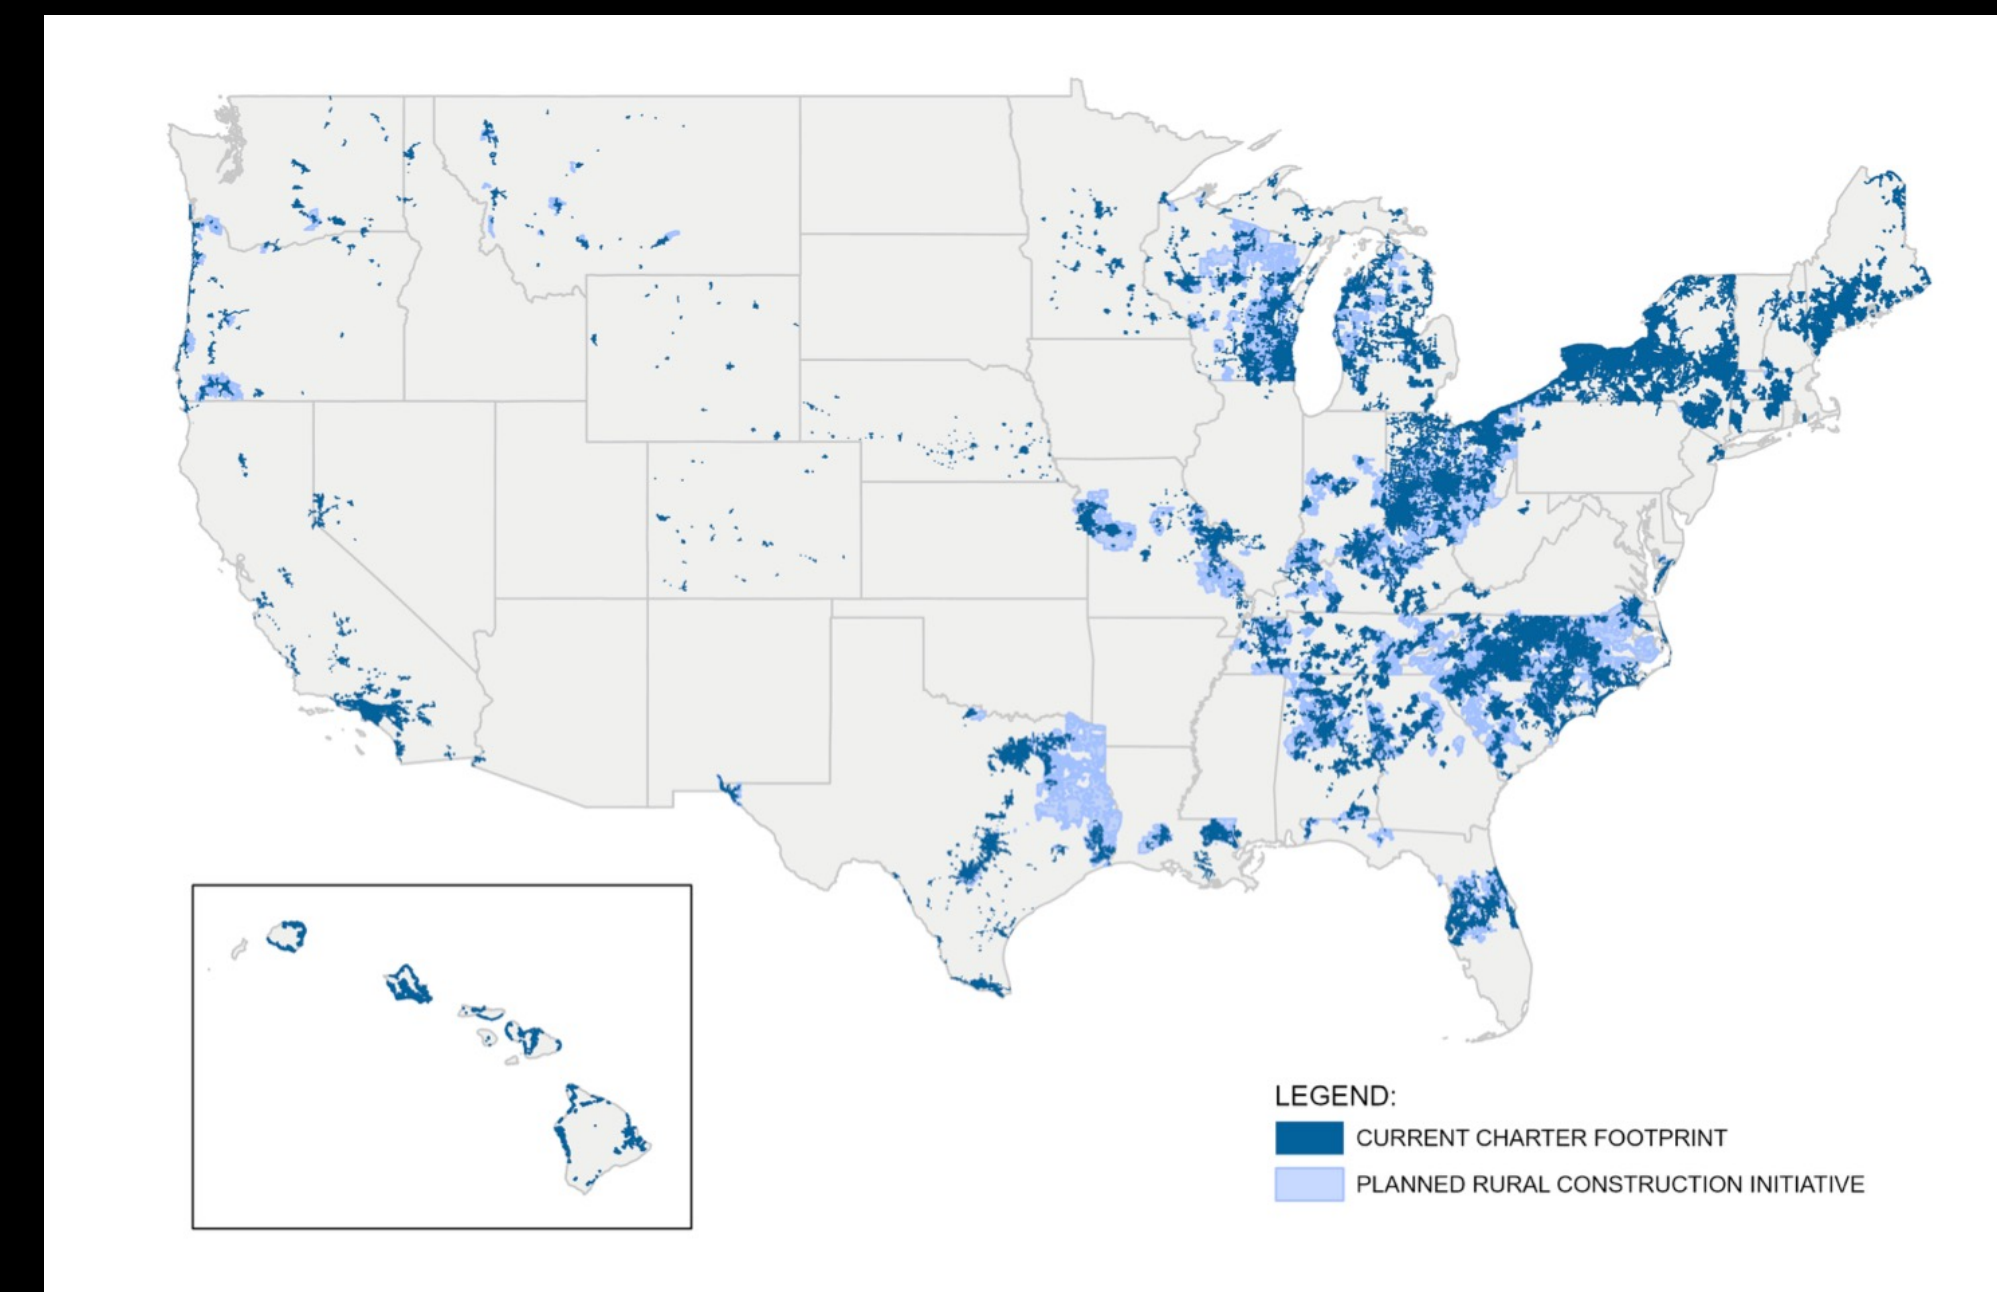 LEGEND:
CURRENT CHARTER FOOTPRINT
PLANNED RURAL CONSTRUCTION INITIATIVE